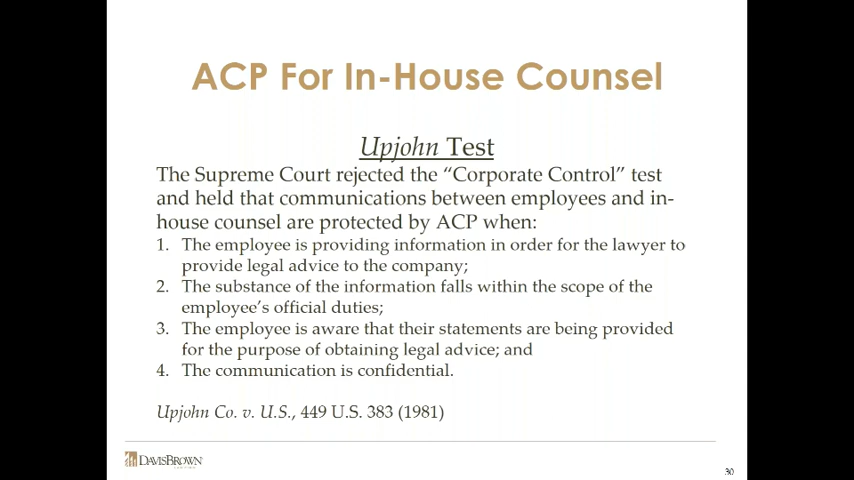 ACP For In-House Counsel
Upjohn Test
The Supreme Court rejected the “Corporate Control” test
and held that communications between employees and in-
house counsel are protected by ACP when:
1. The employee is providing information in order for the lawyer to
provide legal advice to the company;
2. The substance of the information falls within the scope of the
employee’s official duties;
3. The employee is aware that their statements are being provided
for the purpose of obtaining legal advice; and
4. The communication is confidential.
Upjohn Co. v. U.S., 449 U.S. 383 (1981)
DAVISBROWN
30